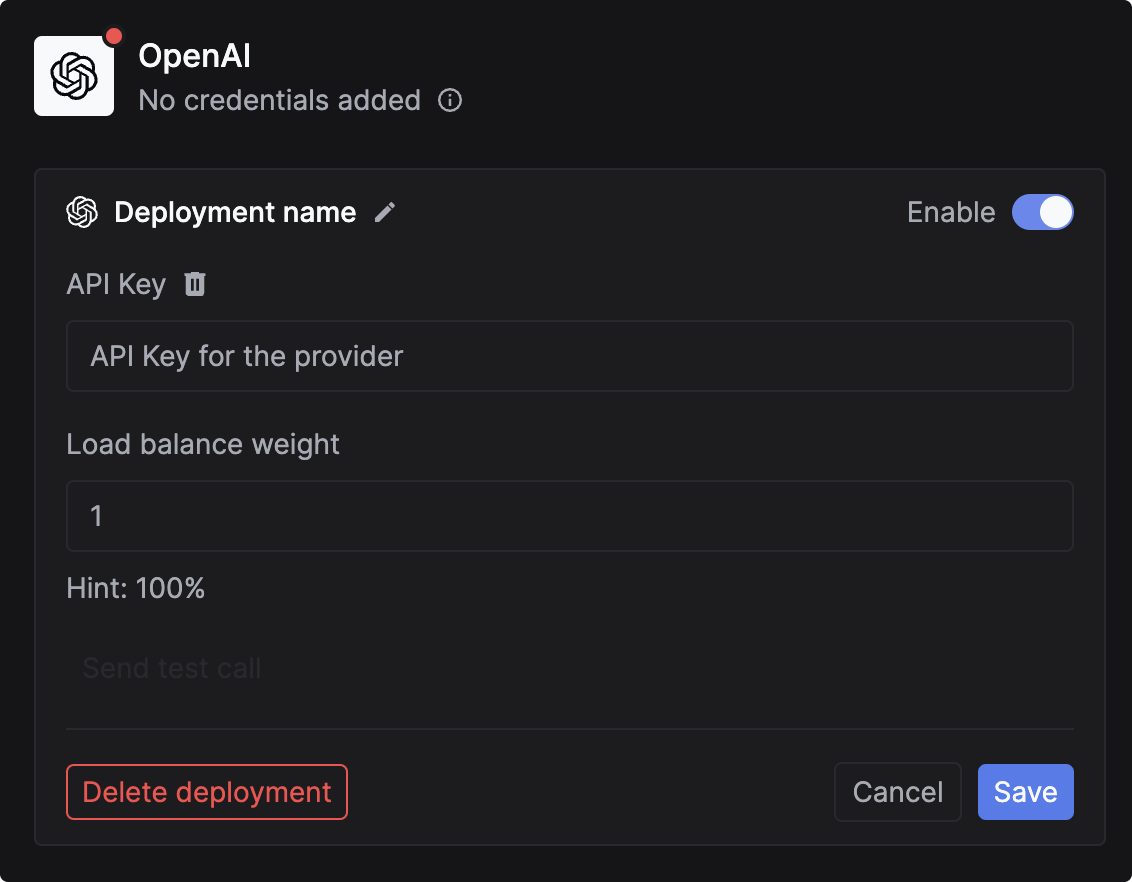 OpenAI
No credentials added
Deployment name
Enable
API Key
API Key for the provider
Load balance weight
1
Hint: 100%
Send test call
Delete deployment
Cancel
Save